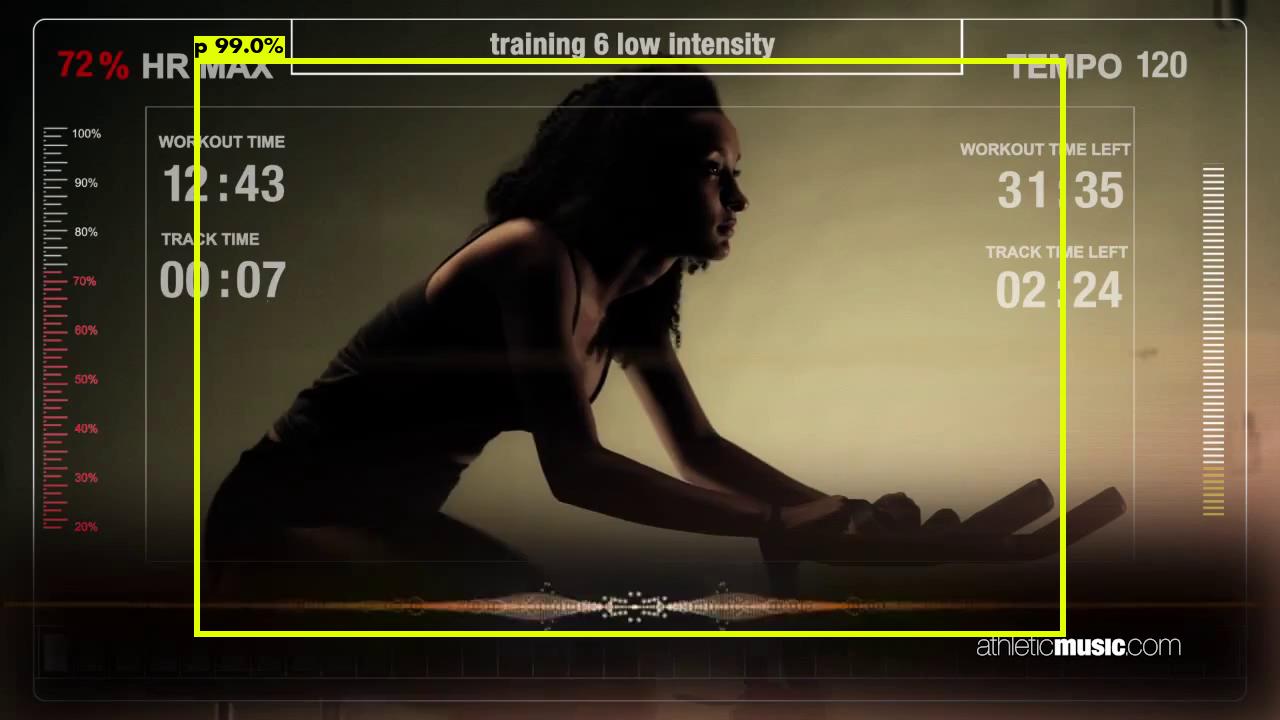 p 99.0%
training 6 low intensity
72% HR MAX
TEMPO 120
WORKOUT TIME
12:43
TRACK TIME
00:07
WORKOUT TIME LEFT
31:35
TRACK TIME LEFT
02:24
100%
90%
80%
70%
60%
50%
40%
30%
20%
athleticmusic.com